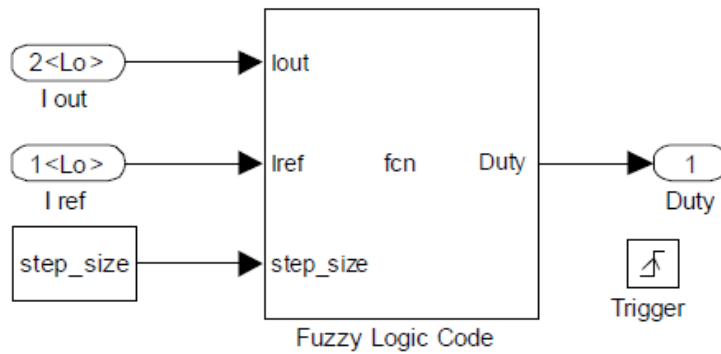 2<Lo>
I out
1<Lo>
I ref
step_size
Iout
Iref
fcn
Duty
step_size
Fuzzy Logic Code
1
Duty
Trigger